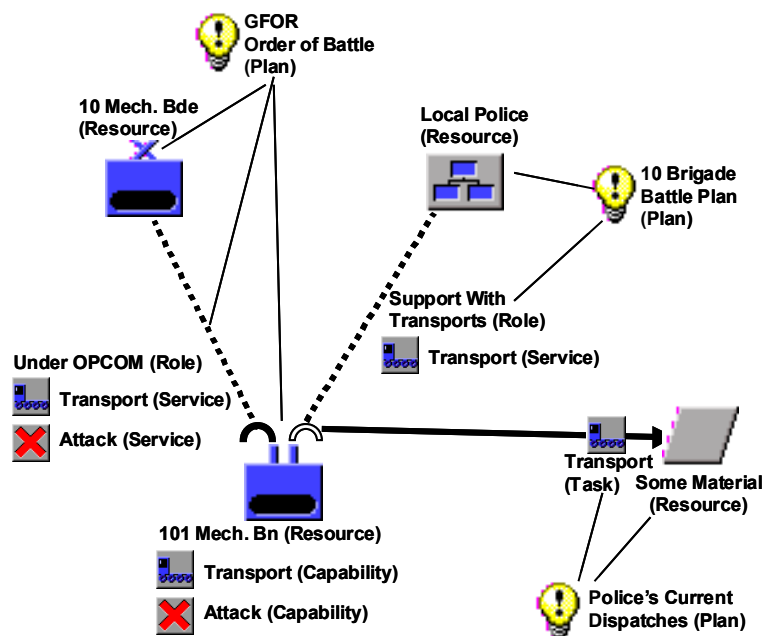 GFOR
Order of Battle
(Plan)
10 Mech. Bde
(Resource)
Local Police
(Resource)
10 Brigade
Battle Plan
(Plan)
Support With
Transports (Role)
Transport (Service)
Under OPCOM (Role)
Transport (Service)
Attack (Service)
Transport
(Task)
Some Material
(Resource)
101 Mech. Bn (Resource)
Transport (Capability)
Attack (Capability)
Police's Current
Dispatches (Plan)